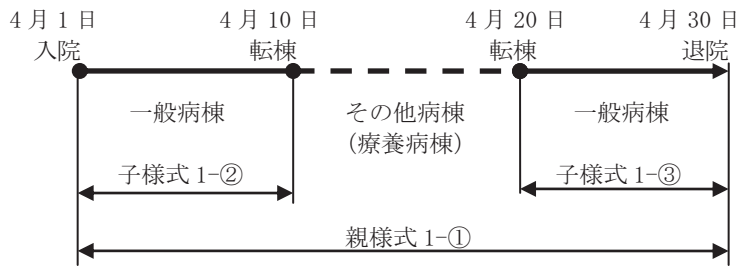 4月1日 4月10日 4月20日 4月30日
入院 転棟 転棟 退院
一般病棟 その他病棟 一般病棟
(療養病棟)
子様式 1-② 子様式 1-③
親様式 1-①